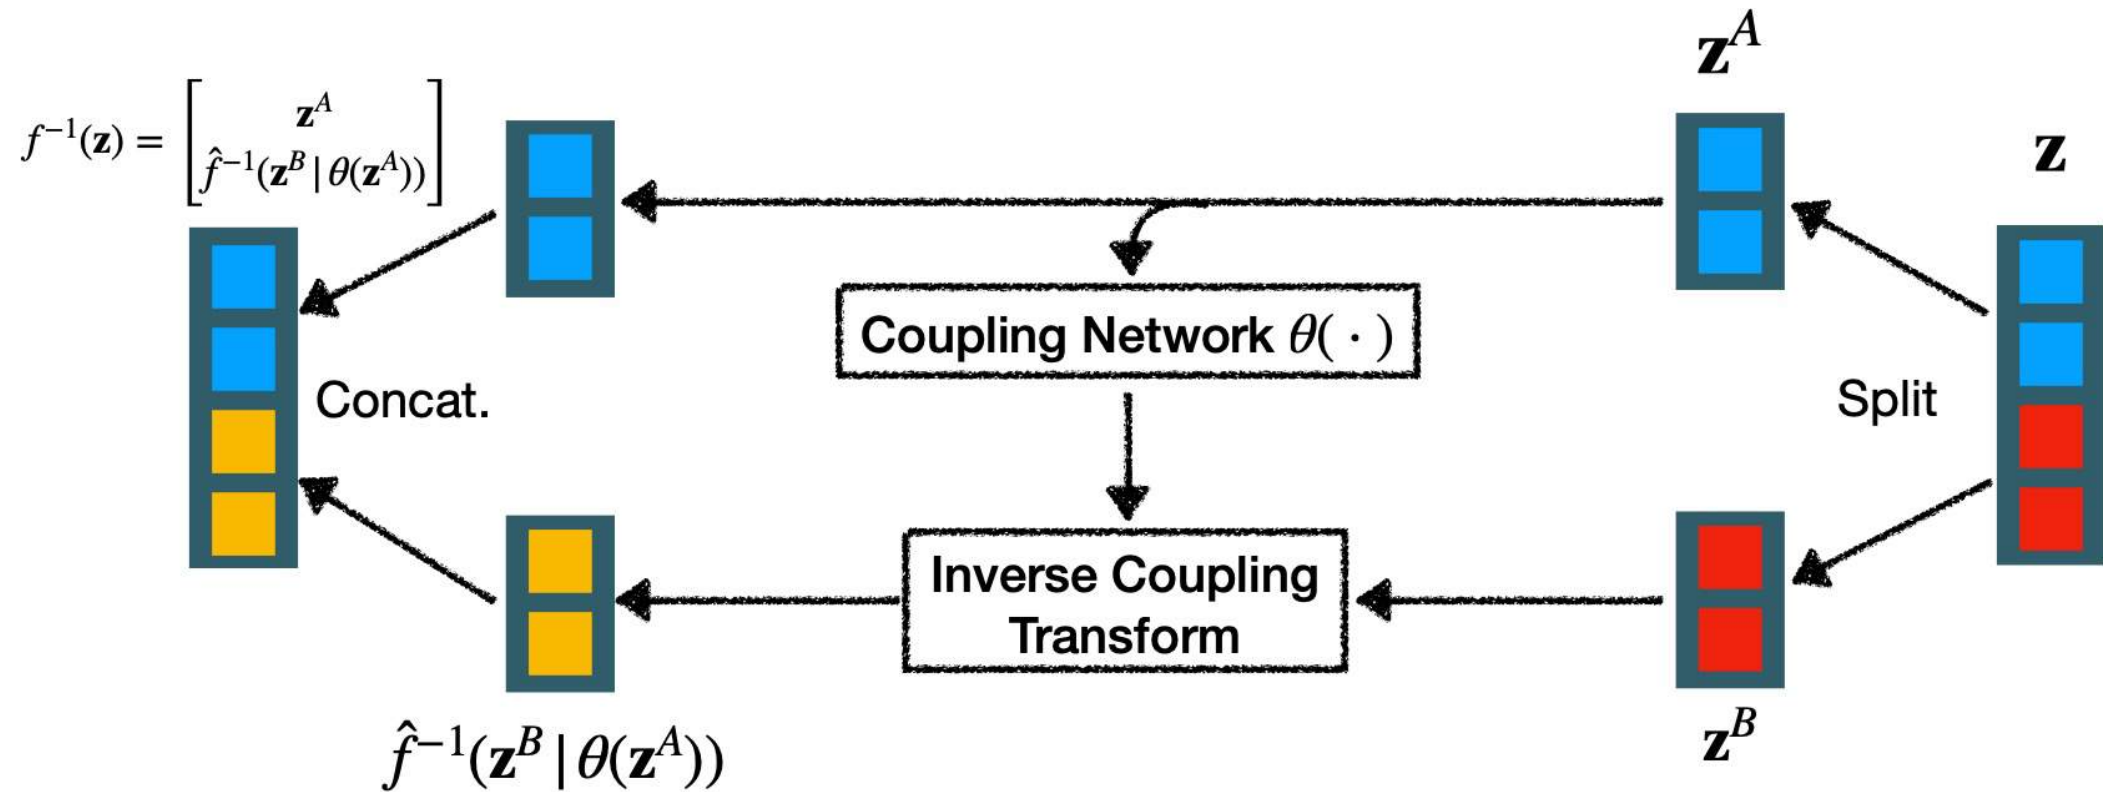 z^A
f^{-1}(z) = [ z^A
f̂^{-1}(z^B | θ(z^A)) ]
z
Coupling Network θ( · )
Concat.
Split
Inverse Coupling
Transform
f̂^{-1}(z^B | θ(z^A))
z^B